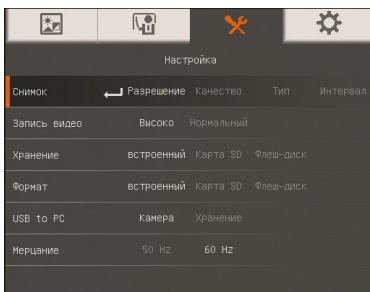 Настройка
Снимок Разрешение Качество Тип Интервал
Запись видео Высоко Нормальный
Хранение встроенный Карта SD Флеш-диск
Формат встроенный Карта SD Флеш-диск
USB to PC Камера Хранение
Мерцание 50 Hz 60 Hz